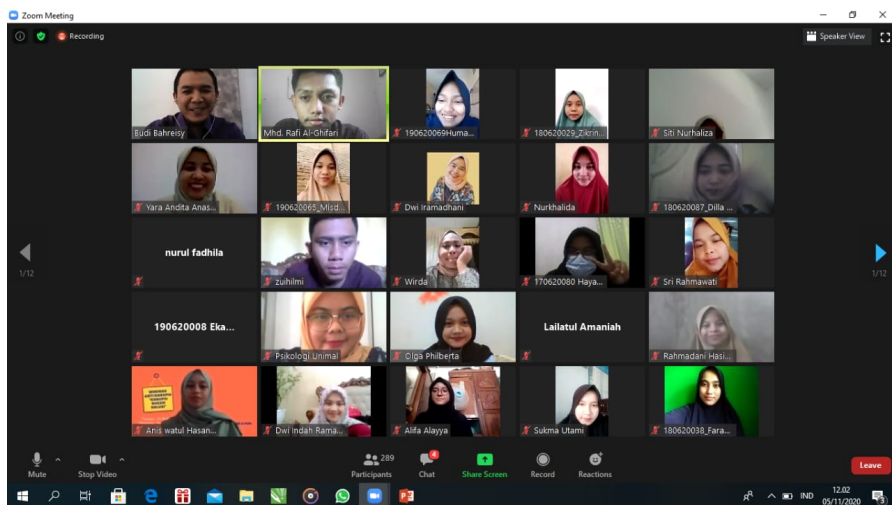 Zoom Meeting
Recording
Speaker View
Budi Bahreisy
Mhd. Rafi Al-Ghifari
190620069Huma...
180620029_Zikrin...
Siti Nurhaliza
Yara Andita Anas...
190620065_Misd...
Dwi Iramadhani
Nurkhalida
180620087_Dilla ...
nurul fadhila
zuihilmi
Wirda
170620080 Haya...
Sri Rahmawati
1/12
1/12
190620008 Eka...
Psikologi Unimal
Olga Philberta
Lailatul Amaniah
Rahmadani Hasi...
Anis watul Hasan...
Dwi Indah Rama...
Alifa Alayya
Sukma Utami
180620038_Fara...
Mute
Stop Video
289
Participants
4
Chat
Share Screen
Record
Reactions
Leave
IND
12.02
05/11/2020
3